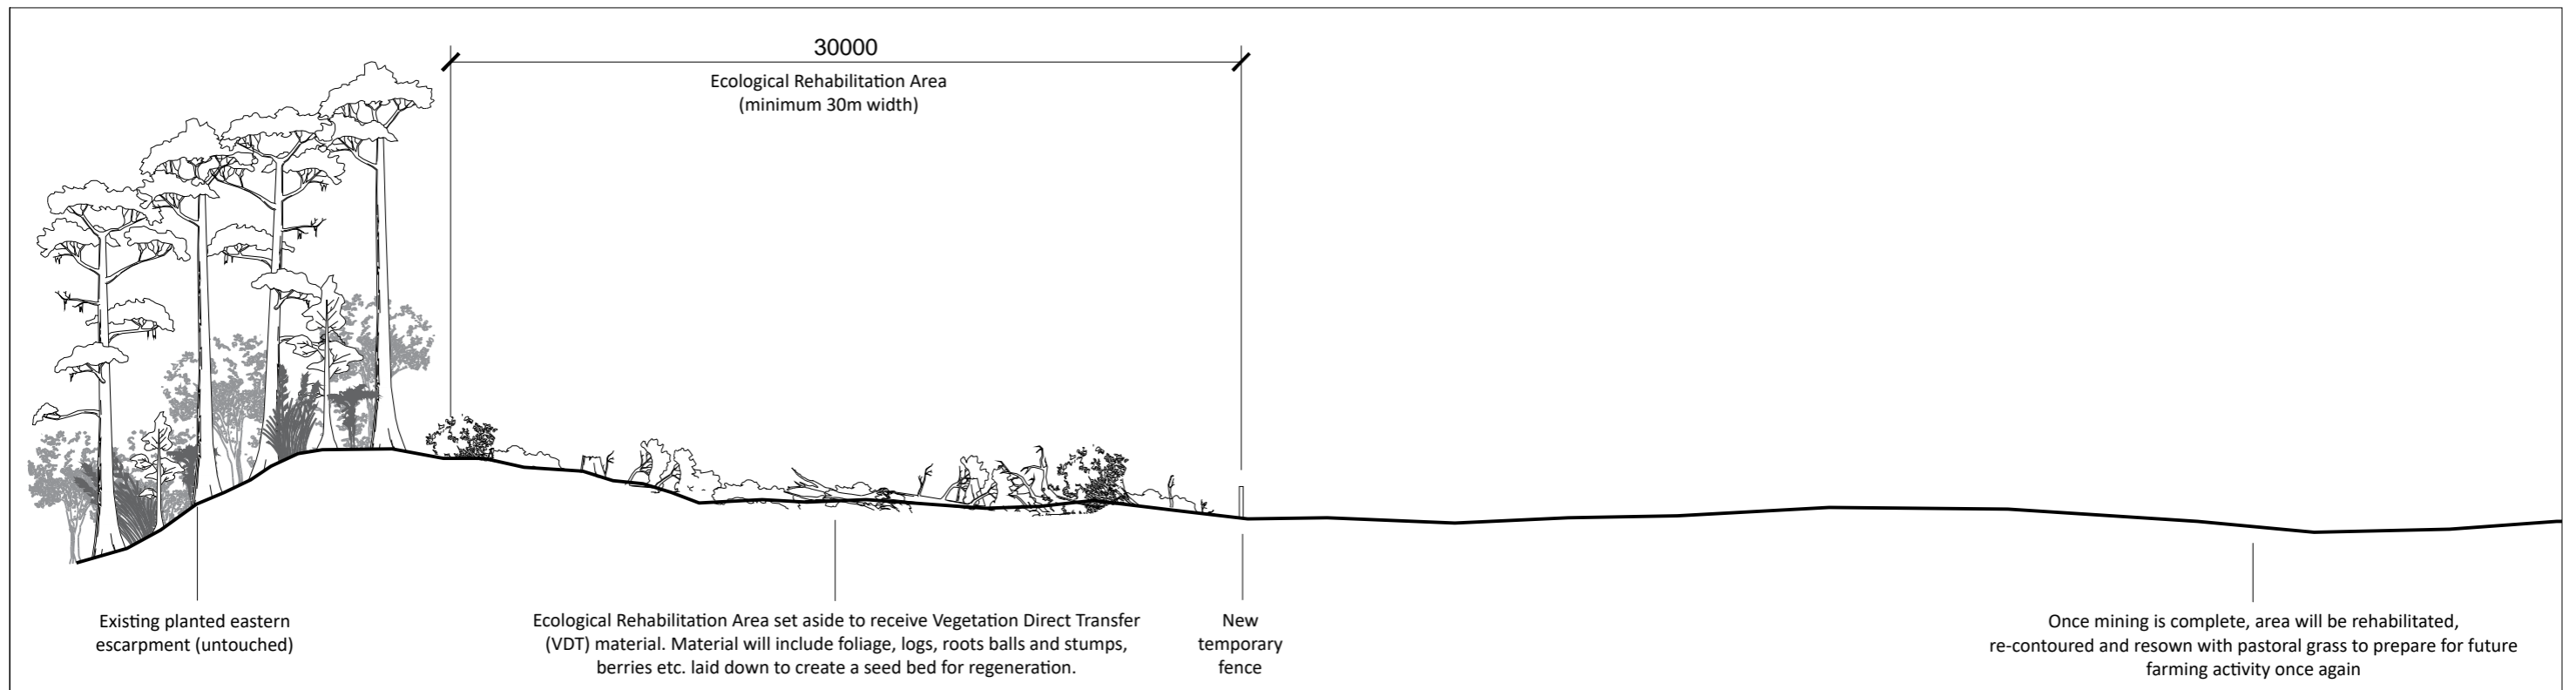 30000
Ecological Rehabilitation Area
(minimum 30m width)
Existing planted eastern
escarpment (untouched)
Ecological Rehabilitation Area set aside to receive Vegetation Direct Transfer
(VDT) material. Material will include foliage, logs, roots balls and stumps,
berries etc. laid down to create a seed bed for regeneration.
New
temporary
fence
Once mining is complete, area will be rehabilitated,
re-contoured and resown with pastoral grass to prepare for future
farming activity once again